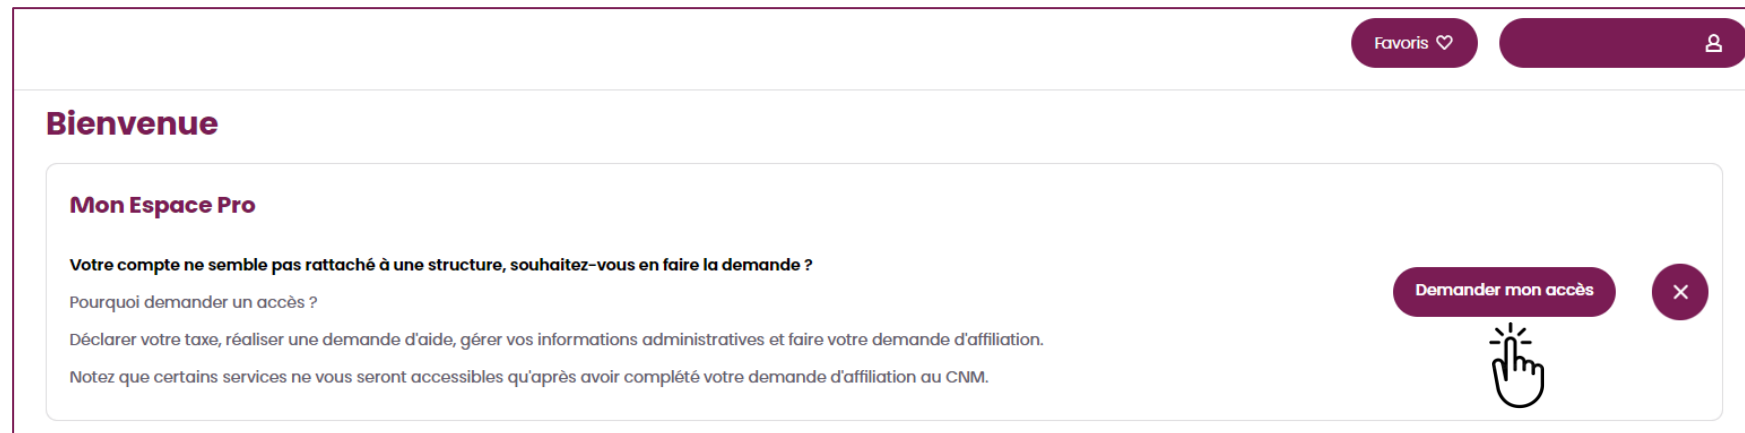 Favoris
Bienvenue
Mon Espace Pro
Votre compte ne semble pas rattaché à une structure, souhaitez-vous en faire la demande ?
Pourquoi demander un accès ?
Demander mon accès
Déclarer votre taxe, réaliser une demande d'aide, gérer vos informations administratives et faire votre demande d'affiliation.
Notez que certains services ne vous seront accessibles qu'après avoir complété votre demande d'affiliation au CNM.